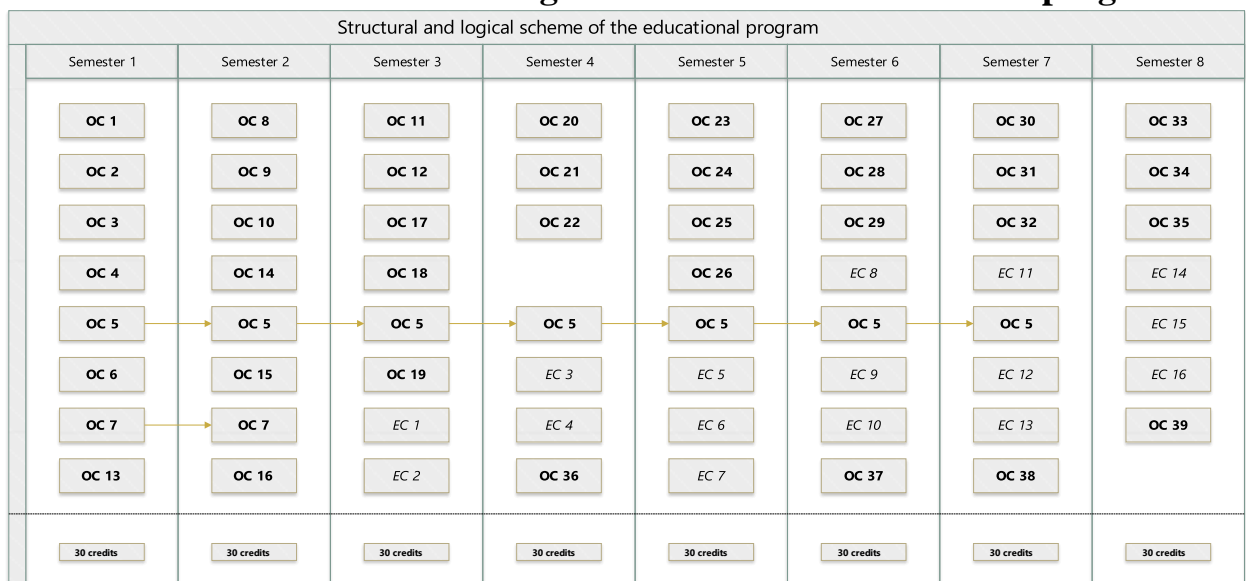 Structural and logical scheme of the educational program
Semester 1 Semester 2 Semester 3 Semester 4 Semester 5 Semester 6 Semester 7 Semester 8
OC 1 OC 8 OC 11 OC 20 OC 23 OC 27 OC 30 OC 33
OC 2 OC 9 OC 12 OC 21 OC 24 OC 28 OC 31 OC 34
OC 3 OC 10 OC 17 OC 22 OC 25 OC 29 OC 32 OC 35
OC 4 OC 14 OC 18 OC 26 EC 8 EC 11 EC 14
OC 5 OC 5 OC 5 OC 5 OC 5 OC 5 OC 5 EC 15
OC 6 OC 15 OC 19 EC 3 EC 5 EC 9 EC 12 EC 16
OC 7 OC 7 EC 1 EC 4 EC 6 EC 10 EC 13 OC 39
OC 13 OC 16 EC 2 OC 36 EC 7 OC 37 OC 38
30 credits 30 credits 30 credits 30 credits 30 credits 30 credits 30 credits 30 credits